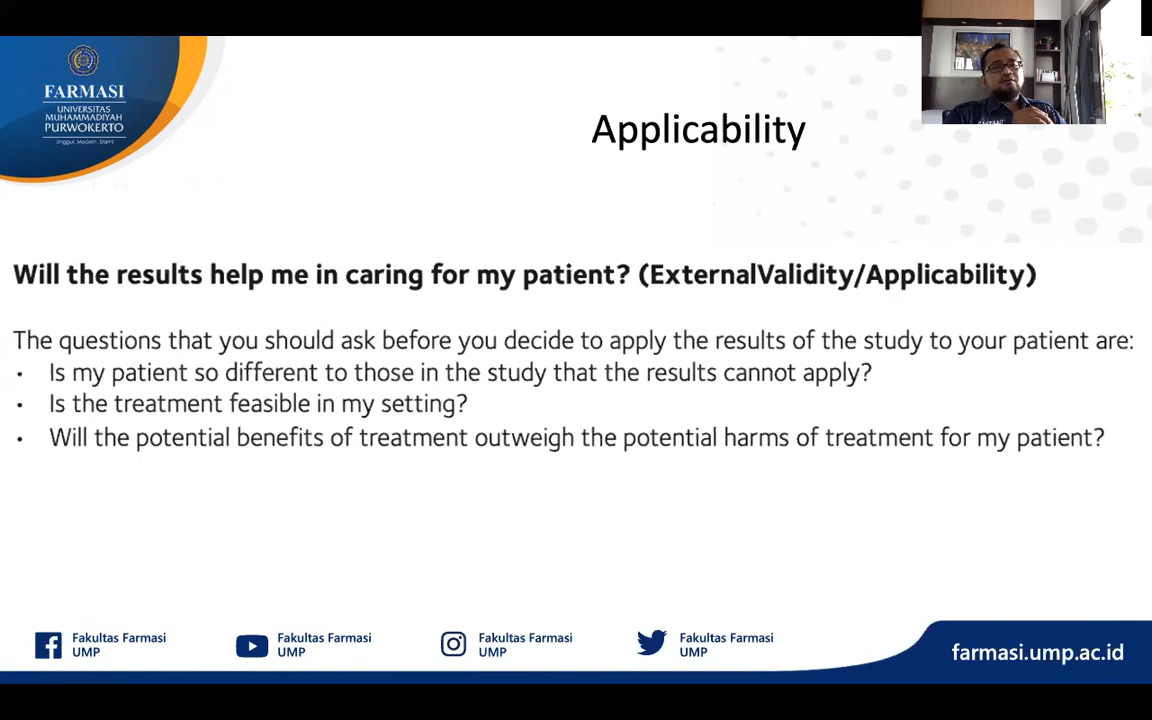 FARMASI
UNIVERSITAS
MUHAMMADIYAH
PURWOKERTO
Unggul, Modern, Islami
Applicability
Will the results help me in caring for my patient? (ExternalValidity/Applicability)
The questions that you should ask before you decide to apply the results of the study to your patient are:
• Is my patient so different to those in the study that the results cannot apply?
• Is the treatment feasible in my setting?
• Will the potential benefits of treatment outweigh the potential harms of treatment for my patient?
Fakultas Farmasi
UMP
Fakultas Farmasi
UMP
Fakultas Farmasi
UMP
Fakultas Farmasi
UMP
farmasi.ump.ac.id